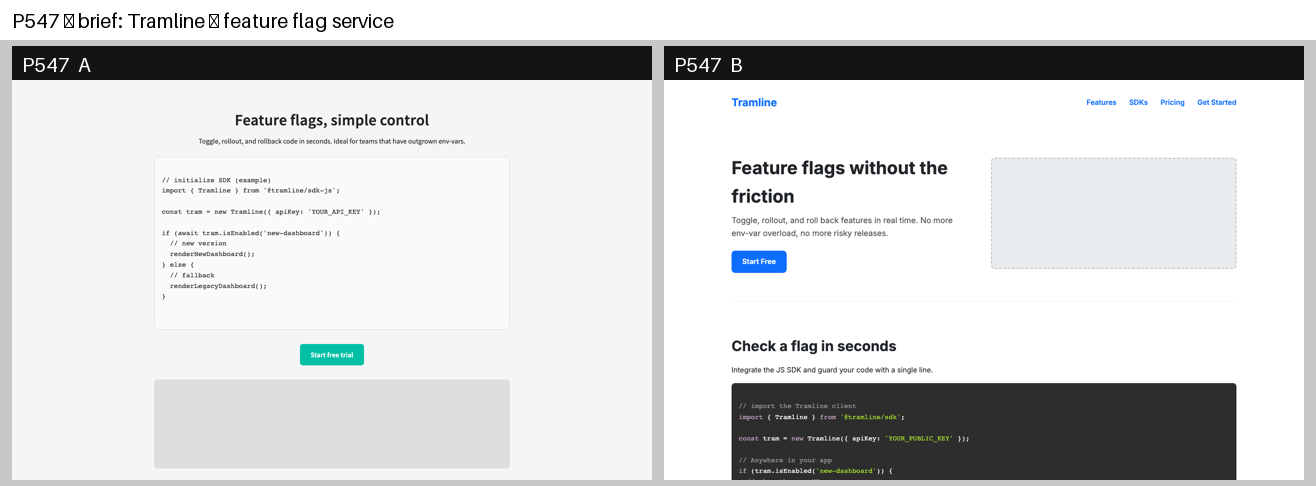 P547 brief: Tramline feature flag service
P547 A
Feature flags, simple control
Toggle, rollout, and rollback code in seconds. Ideal for teams that have outgrown env-vars.
// initialize SDK (example)
import { Tramline } from '@tramline/sdk-js';
const tram = new Tramline({ apiKey: 'YOUR_API_KEY' });
if (await tram.isEnabled('new-dashboard')) {
// new version
renderNewDashboard();
} else {
// fallback
renderLegacyDashboard();
}
Start free trial
P547 B
Tramline
Features SDKs Pricing Get Started
Feature flags without the
friction
Toggle, rollout, and roll back features in real time. No more
env-var overload, no more risky releases.
Start Free
Check a flag in seconds
Integrate the JS SDK and guard your code with a single line.
// import the Tramline client
import { Tramline } from '@tramline/sdk';
const tram = new Tramline({ apiKey: 'YOUR_PUBLIC_KEY' });
// Anywhere in your app
if (tram.isEnabled('new-dashboard')) {